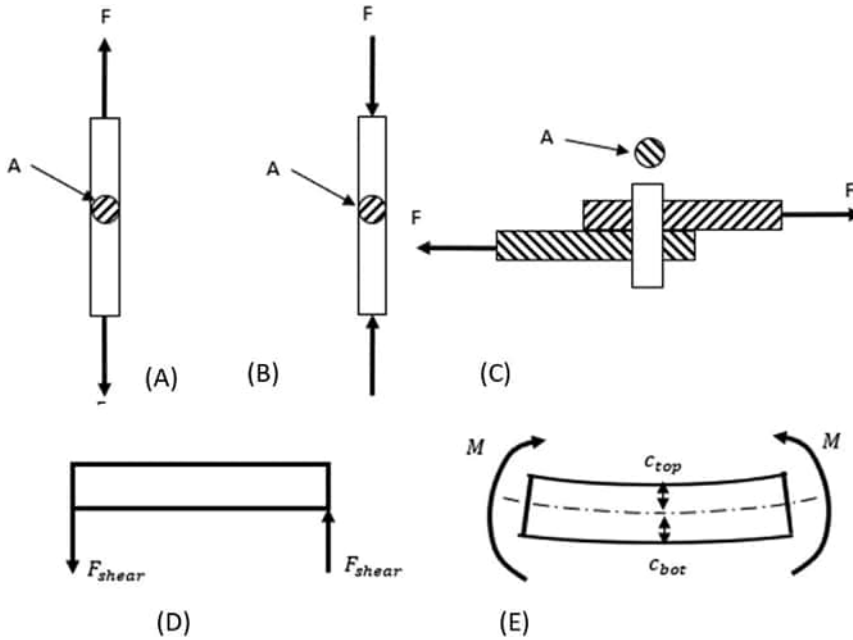 F
F
A
A
A
F
F
(A)
(B)
(C)
M
c_top
M
F_shear
F_shear
c_bot
(D)
(E)